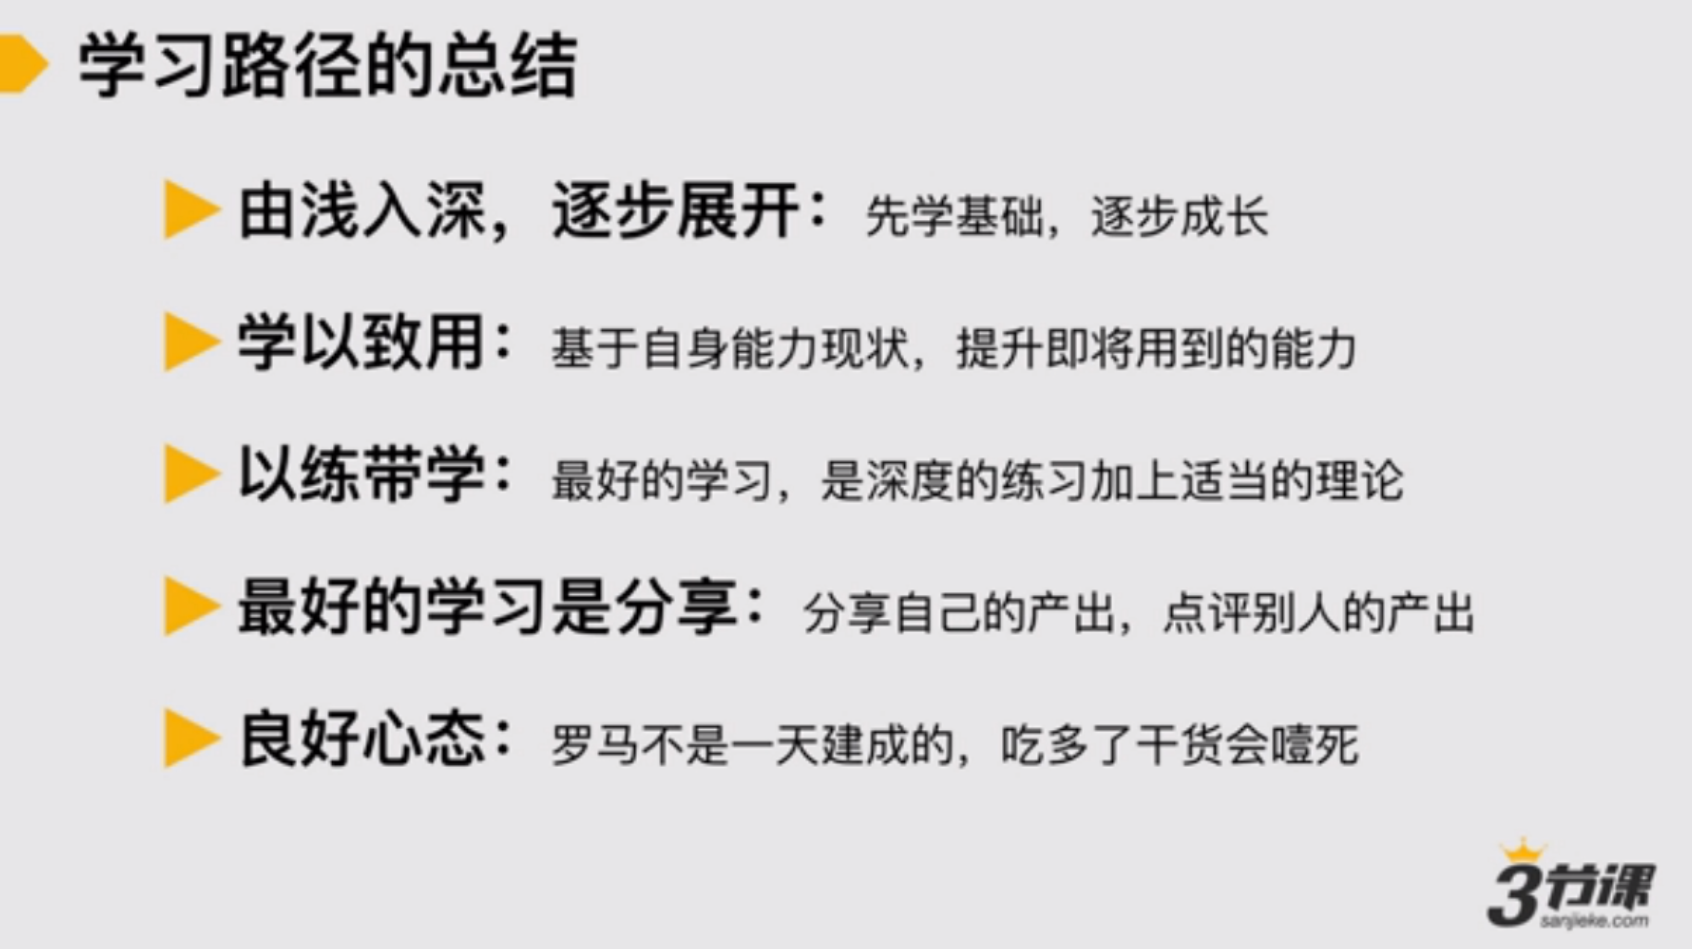 学习路径的总结
由浅入深，逐步展开：先学基础，逐步成长
学以致用：基于自身能力现状，提升即将用到的能力
以练带学：最好的学习，是深度的练习加上适当的理论
最好的学习是分享：分享自己的产出，点评别人的产出
良好心态：罗马不是一天建成的，吃多了干货会噎死
3节课
sanjieke.com